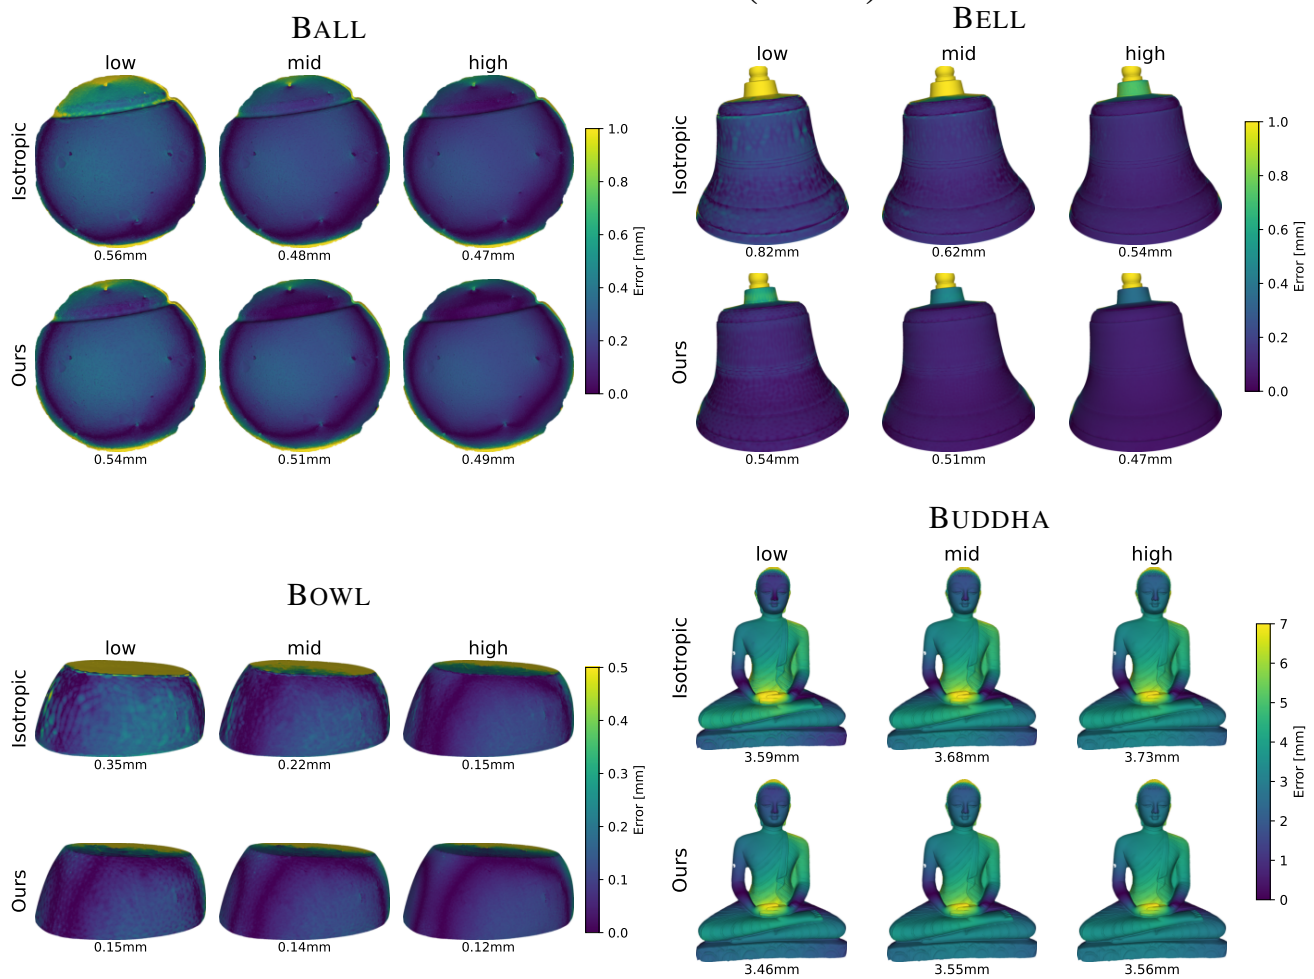 BALL
low mid high
Isotropic
0.56mm 0.48mm 0.47mm
Ours
0.54mm 0.51mm 0.49mm
1.0
0.8
0.6
0.4
0.2
0.0
Error [mm]
BELL
low mid high
Isotropic
0.82mm 0.62mm 0.54mm
Ours
0.54mm 0.51mm 0.47mm
1.0
0.8
0.6
0.4
0.2
0.0
Error [mm]
BOWL
low mid high
Isotropic
0.35mm 0.22mm 0.15mm
Ours
0.15mm 0.14mm 0.12mm
0.5
0.4
0.3
0.2
0.1
0.0
Error [mm]
BUDDHA
low mid high
Isotropic
3.59mm 3.68mm 3.73mm
Ours
3.46mm 3.55mm 3.56mm
7
6
5
4
3
2
1
0
Error [mm]